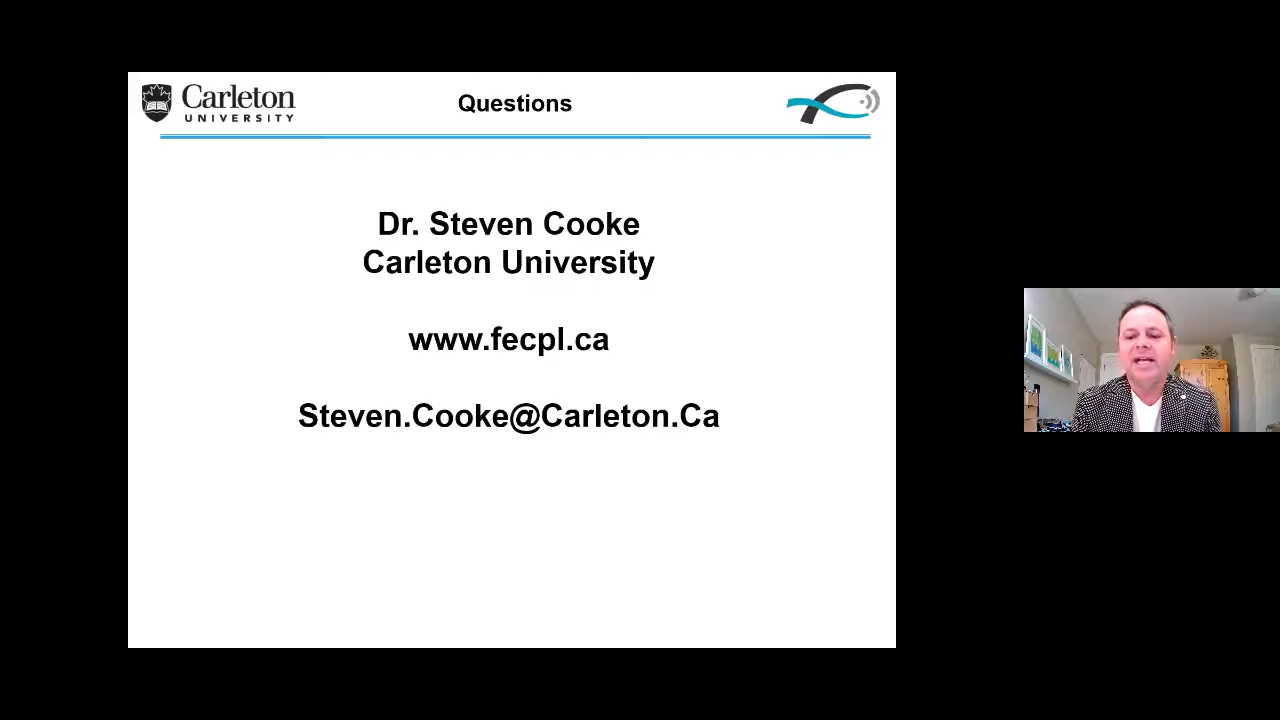 Carleton
UNIVERSITY
Questions
Dr. Steven Cooke
Carleton University
www.fecpl.ca
Steven.Cooke@Carleton.Ca